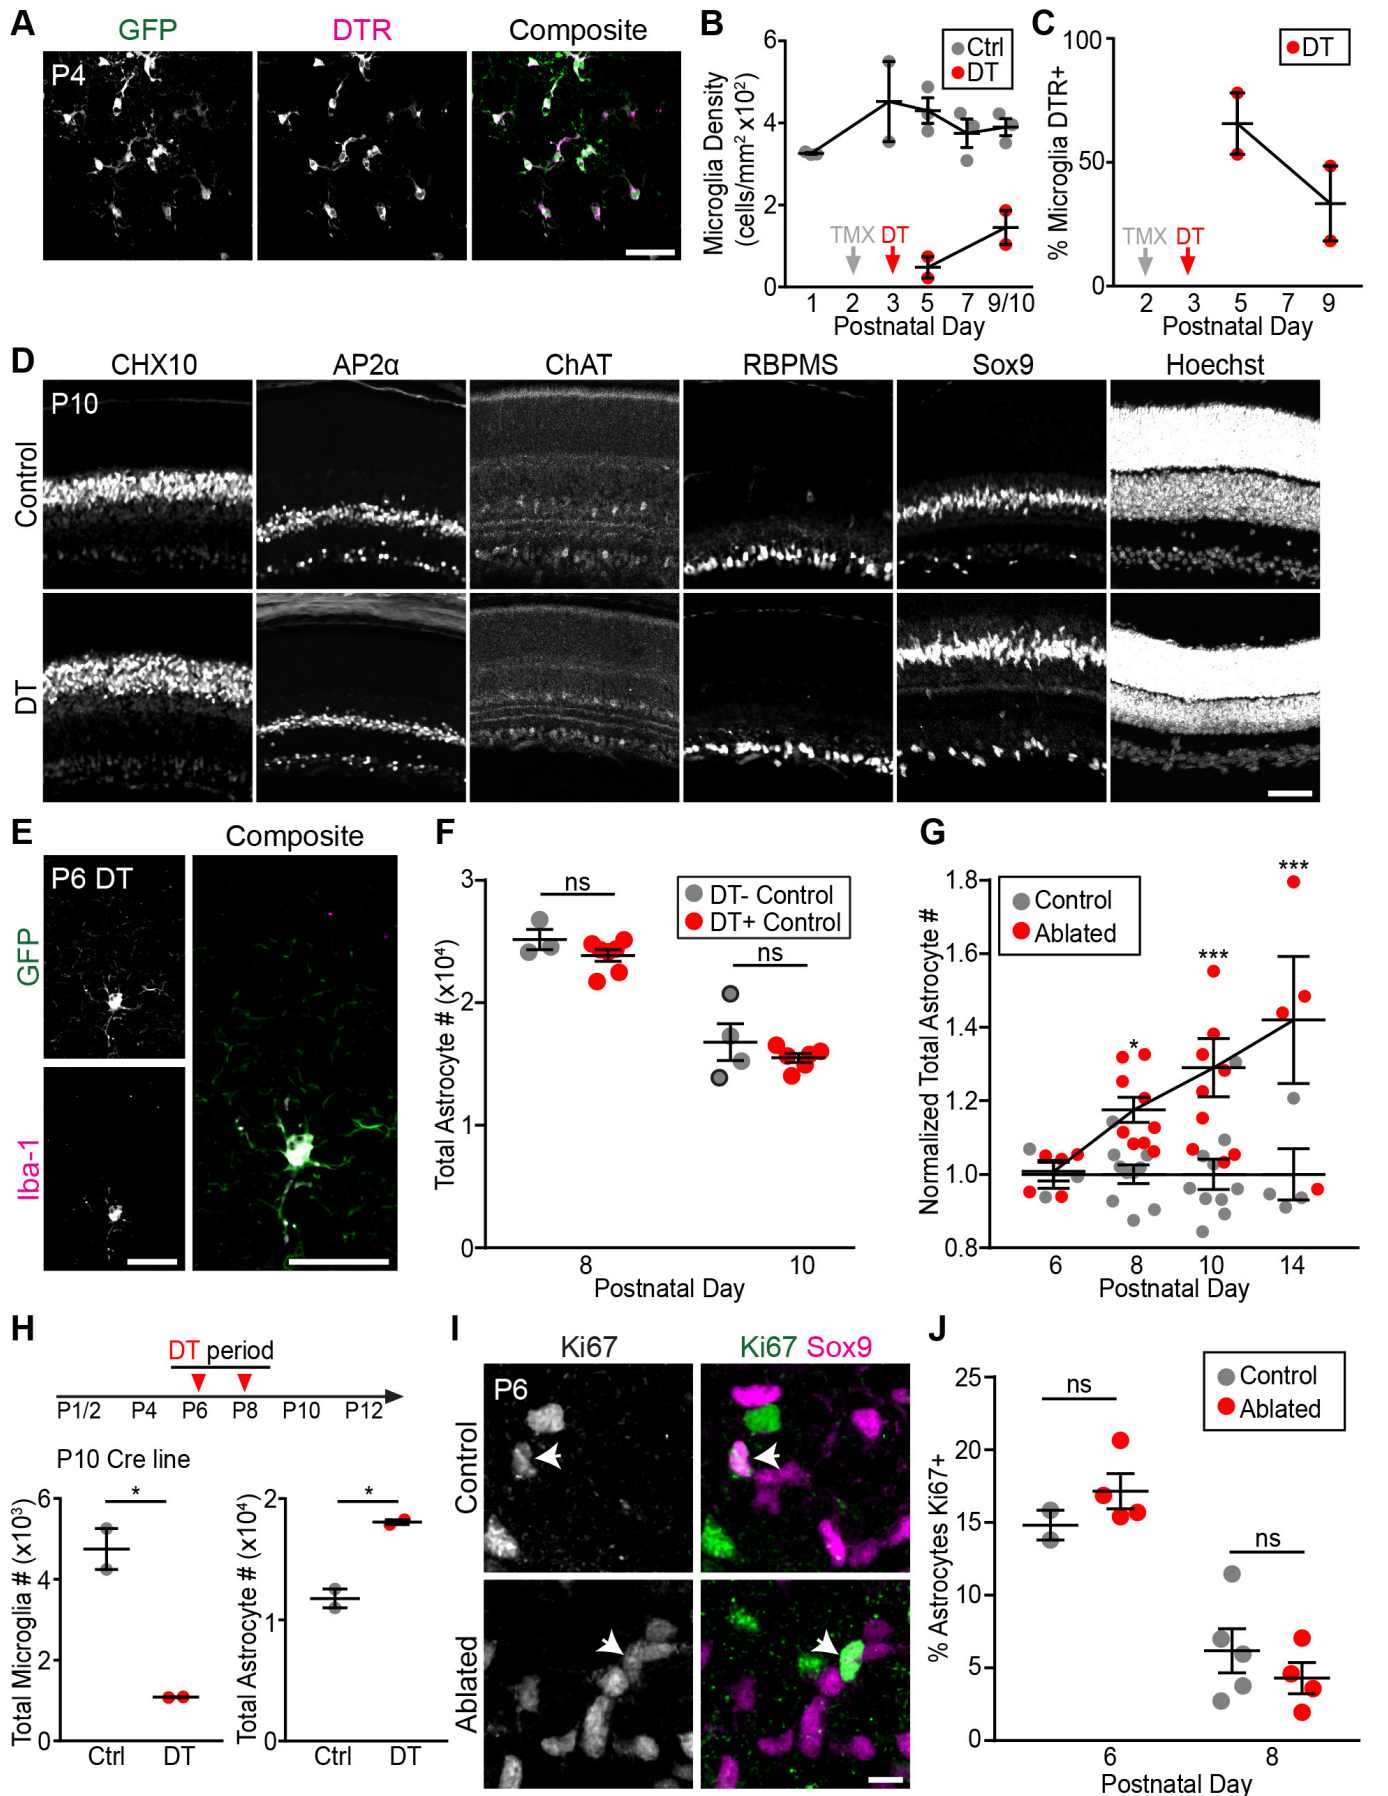 A
GFP
DTR
Composite
P4
B
Microglia Density
(cells/mm² x10²)
6
4
2
0
Ctrl
DT
TMX
DT
1
2
3
5
7
9/10
Postnatal Day
C
% Microglia DTR+
100
50
0
DT
TMX
DT
2
3
5
7
9
Postnatal Day
D
CHX10
AP2α
ChAT
RBPMS
Sox9
Hoechst
P10
Control
DT
E
Composite
P6 DT
GFP
Iba-1
F
Total Astrocyte # (x10⁴)
3
2
1
0
ns
DT- Control
DT+ Control
ns
8
10
Postnatal Day
G
Normalized Total Astrocyte #
1.8
1.6
1.4
1.2
1.0
0.8
Control
Ablated
*
***
***
6
8
10
14
Postnatal Day
H
DT period
P1/2
P4
P6
P8
P10
P12
P10 Cre line
Total Microglia # (x10³)
6
4
2
0
*
Ctrl
DT
Total Astrocyte # (x10⁴)
2
1
0
*
Ctrl
DT
I
Ki67
Ki67 Sox9
P6
Control
Ablated
J
% Astrocytes Ki67+
25
20
15
10
5
0
ns
Control
Ablated
ns
6
8
Postnatal Day